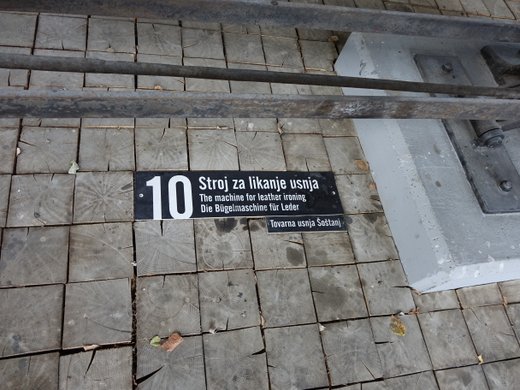 10 Stroj za likanje usnja
The machine for leather ironing
Die Bügelmaschine für Leder
Tovarna usnja Šoštanj